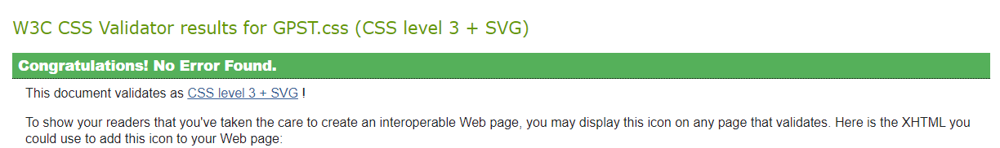 W3C CSS Validator results for GPST.css (CSS level 3 + SVG)
Congratulations! No Error Found.
This document validates as CSS level 3 + SVG !
To show your readers that you've taken the care to create an interoperable Web page, you may display this icon on any page that validates. Here is the XHTML you
could use to add this icon to your Web page: